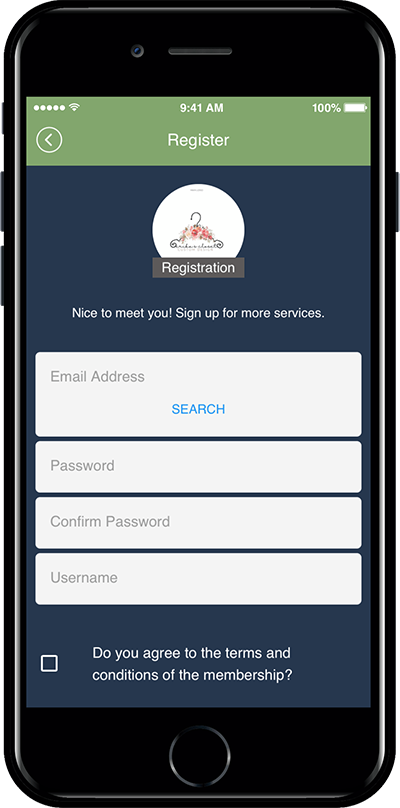 9:41 AM
100%
Register
Registration
Nice to meet you! Sign up for more services.
Email Address
SEARCH
Password
Confirm Password
Username
Do you agree to the terms and
conditions of the membership?